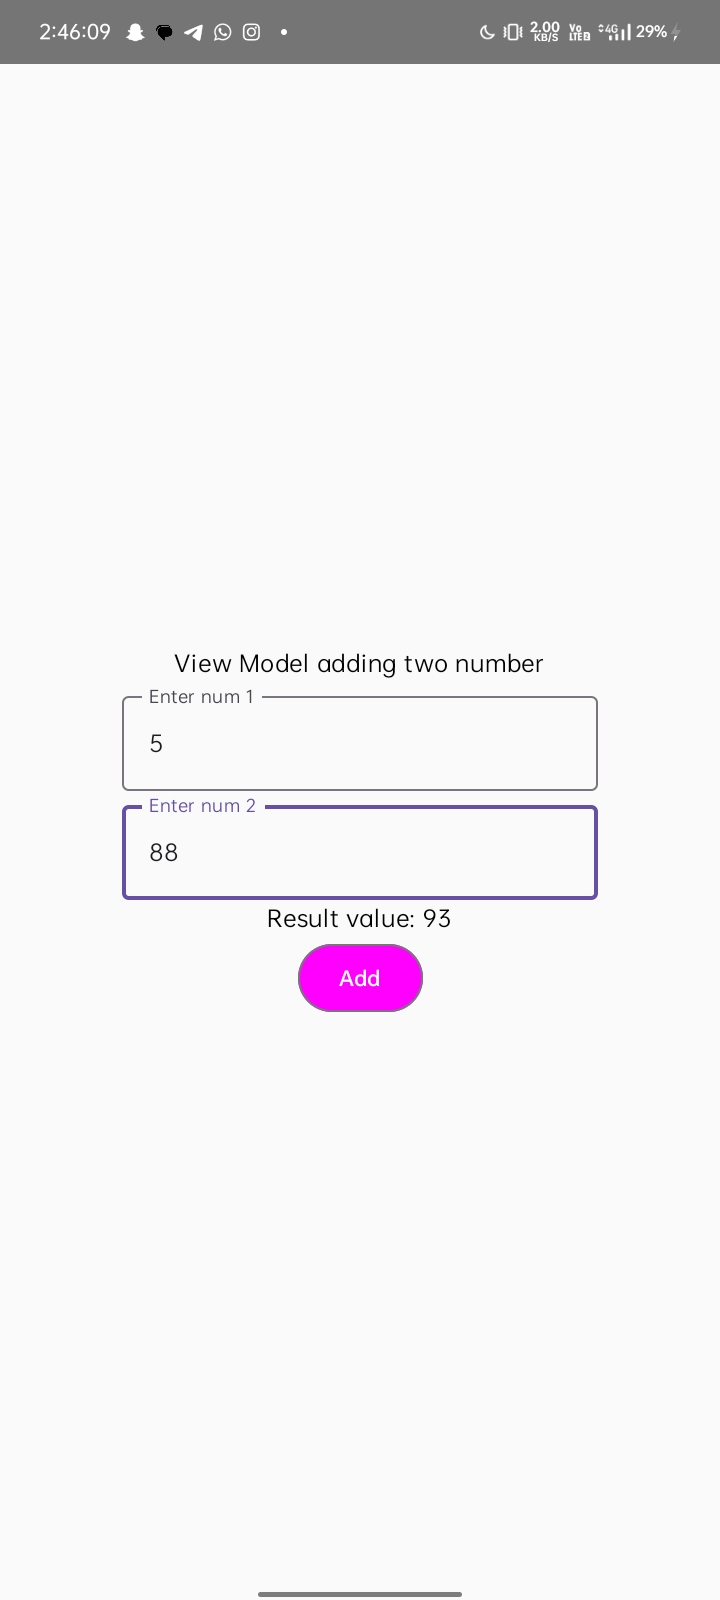 2:46:09 2.00 KB/S Vo LTE 4G 29%
View Model adding two number
Enter num 1
5
Enter num 2
88
Result value: 93
Add